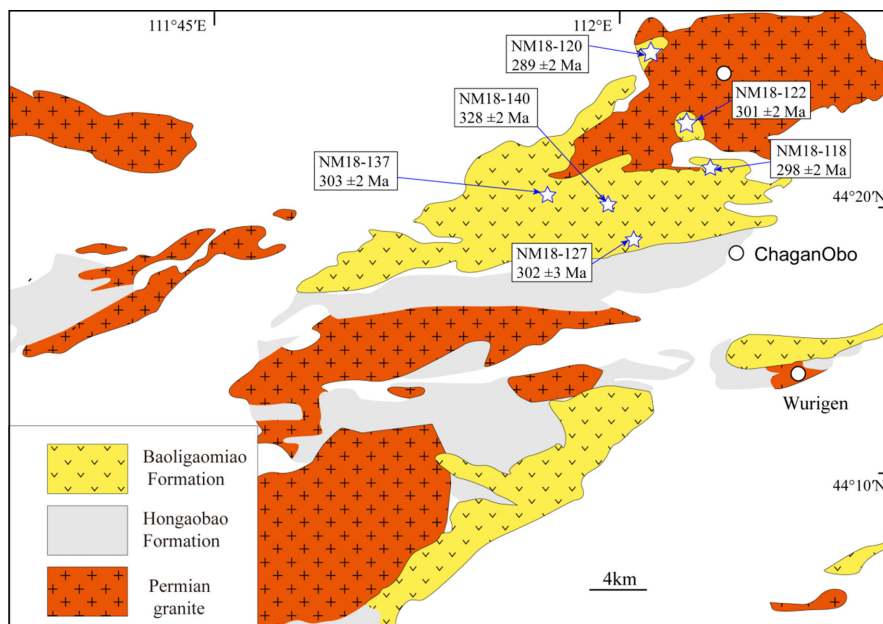 111°45′E
112°E
NM18-120
289 ±2 Ma
NM18-140
328 ±2 Ma
NM18-122
301 ±2 Ma
NM18-137
303 ±2 Ma
NM18-118
298 ±2 Ma
44°20′N
NM18-127
302 ±3 Ma
ChaganObo
Wurigen
Baoligaomiao
Formation
Hongaobao
Formation
Permian
granite
44°10′N
4km